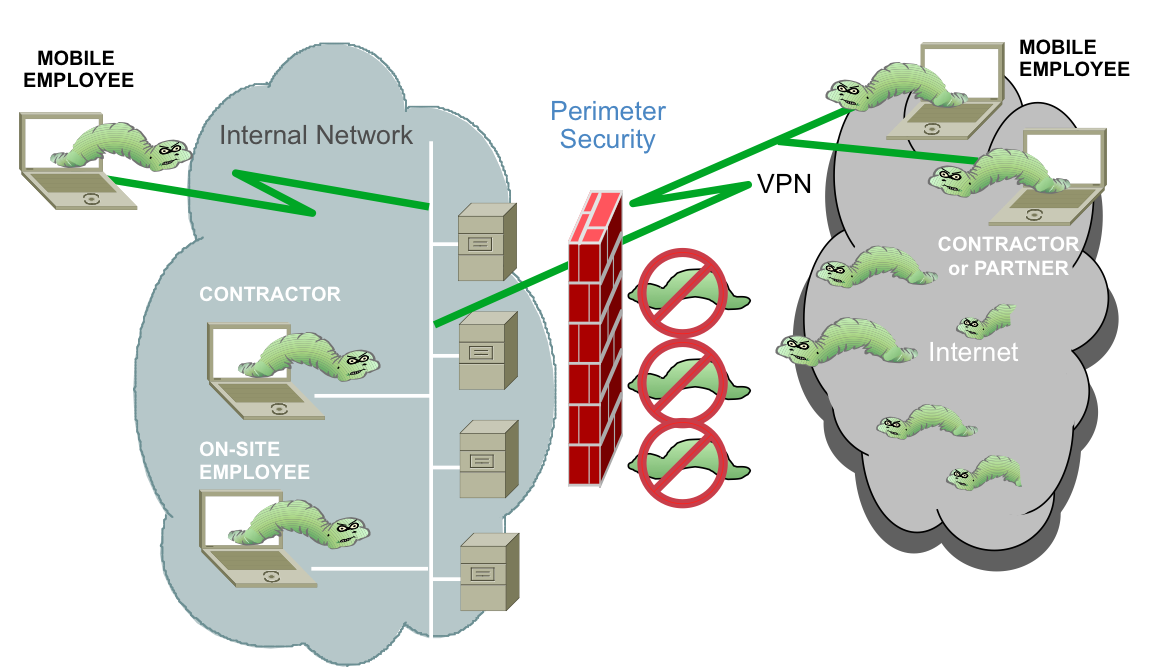 MOBILE
EMPLOYEE
Internal Network
CONTRACTOR
ON-SITE
EMPLOYEE
Perimeter
Security
VPN
MOBILE
EMPLOYEE
CONTRACTOR
or PARTNER
Internet